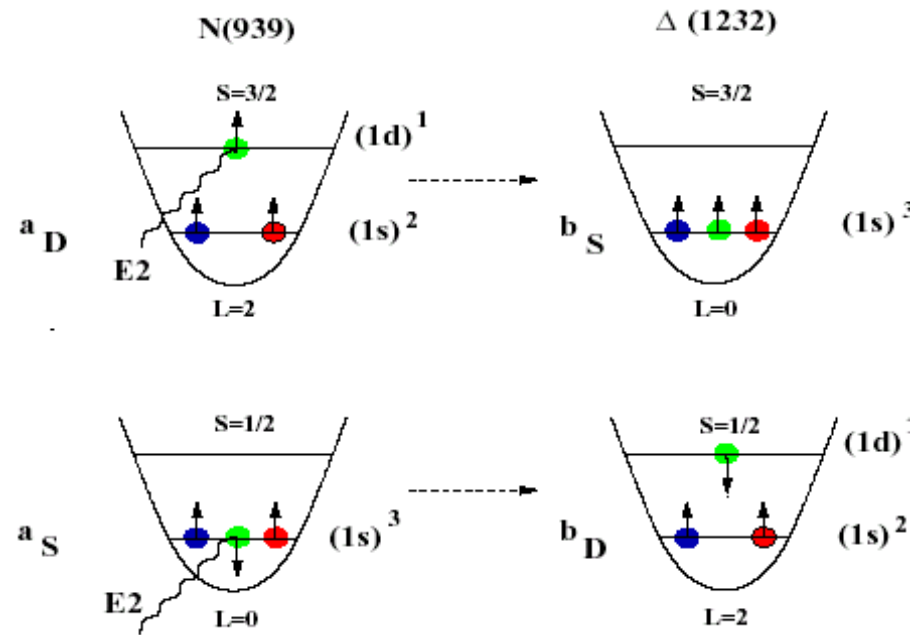 N(939) Δ (1232)
S=3/2 S=3/2
(1d) 1
a D (1s) 2 b S (1s) 3
E2
L=2 L=0
S=1/2 S=1/2
(1d)
a S (1s) 3 b D (1s) 2
E2 L=0 L=2